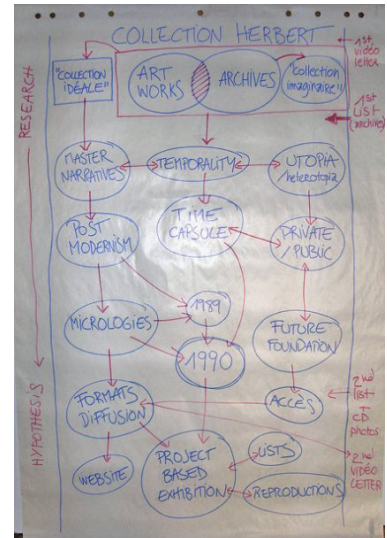 COLLECTION HERBERT
"COLLECTION
IDÉALE"
ART
WORKS
ARCHIVES
"Collection
imaginaire"
1st video
letter
1st
LIST
(archives)
RESEARCH
MASTER
NARRATIVES
TEMPORALITY
UTOPIA
/heterotopia
POST
MODERNISM
TIME
CAPSULE
PRIVATE
/PUBLIC
MICROLOGIES
1989
1990
FUTURE
FOUNDATION
HYPOTHESIS
FORMATS
DIFFUSION
ACCÈS
2nd
LIST
+
CD
photos
WEBSITE
PROJECT
BASED
EXHIBITION
LISTS
REPRODUCTIONS
2nd
VIDEO
LETTER